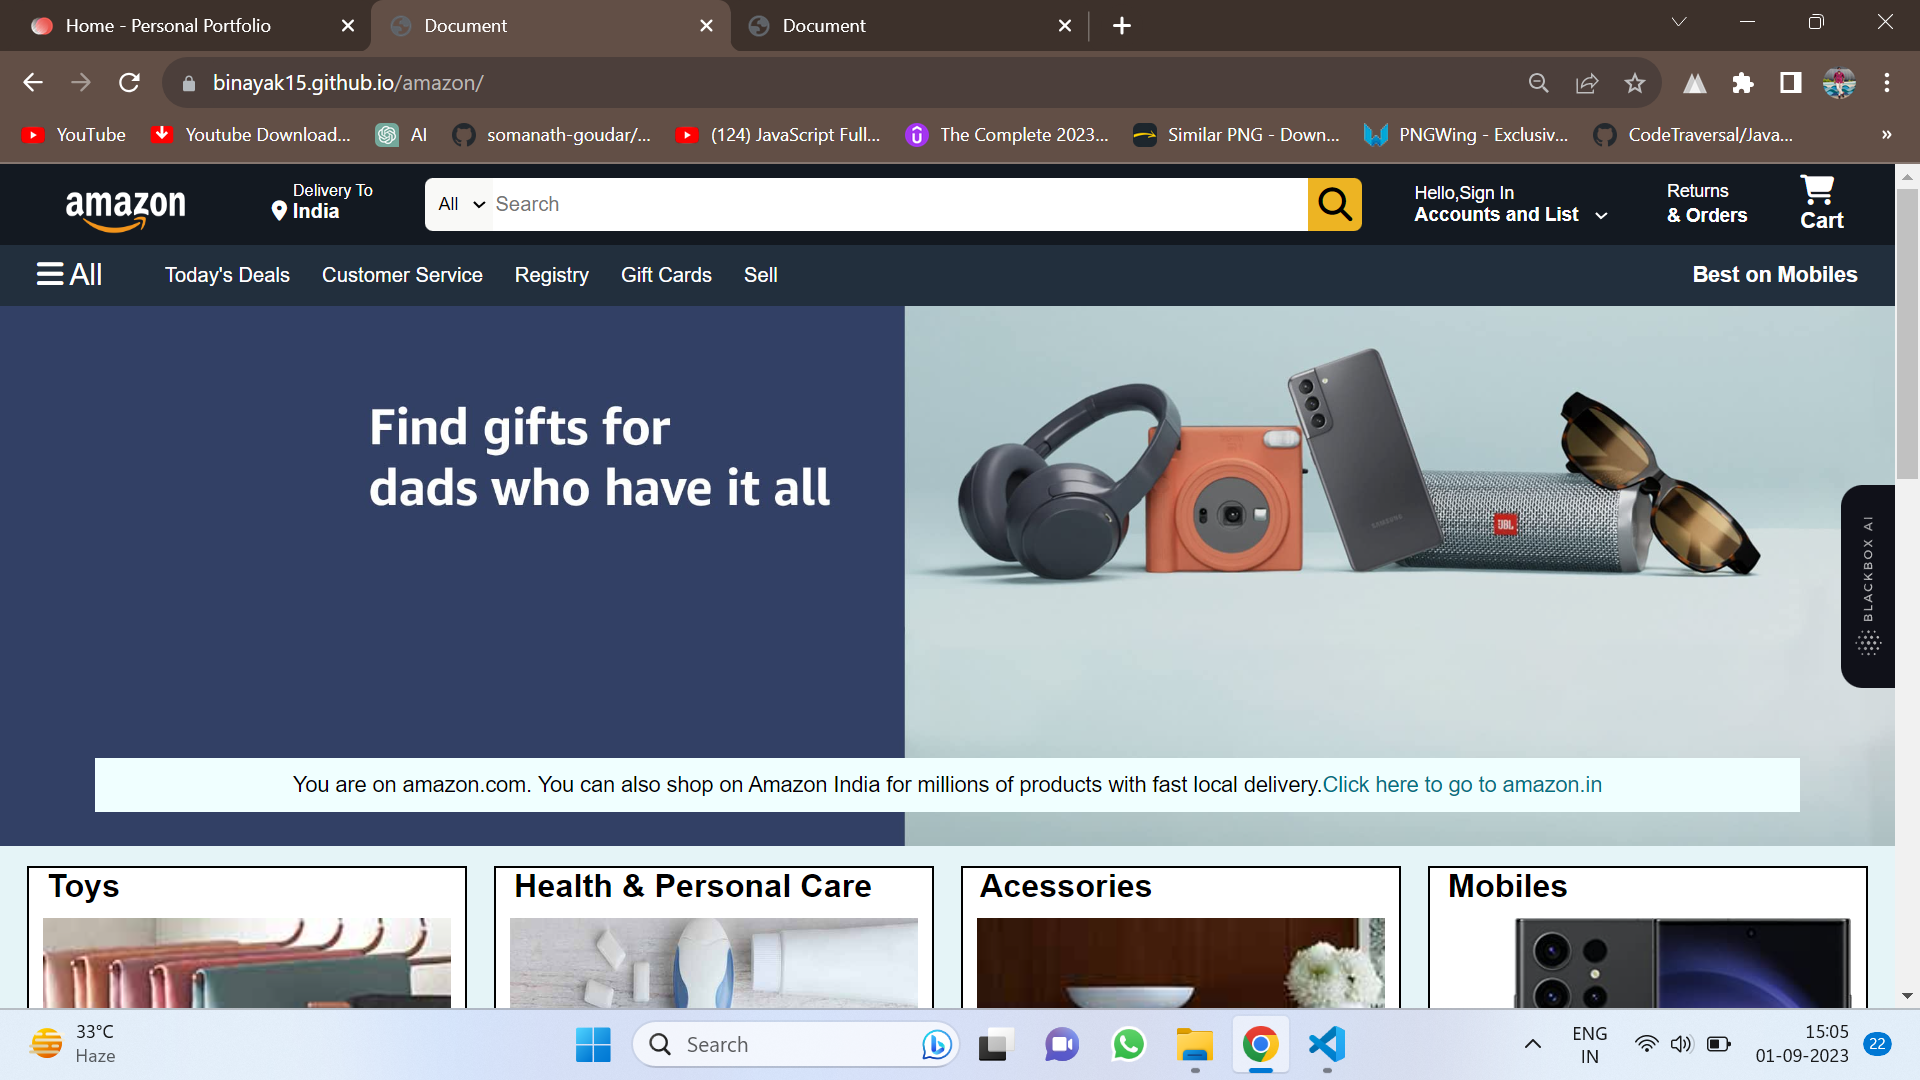 Home - Personal Portfolio
Document
Document
binayak15.github.io/amazon/
YouTube
Youtube Download...
AI
somanath-goudar/...
(124) JavaScript Full...
The Complete 2023...
Similar PNG - Down...
PNGWing - Exclusiv...
CodeTraversal/Java...
»
amazon
Delivery To
India
All
Search
Hello,Sign In
Accounts and List
Returns
& Orders
Cart
All
Today's Deals
Customer Service
Registry
Gift Cards
Sell
Best on Mobiles
Find gifts for
dads who have it all
SAMSUNG
JBL
BLACKBOX AI
You are on amazon.com. You can also shop on Amazon India for millions of products with fast local delivery.Click here to go to amazon.in
Toys
Health & Personal Care
Acessories
Mobiles
33°C
Haze
Search
ENG
IN
15:05
01-09-2023
22